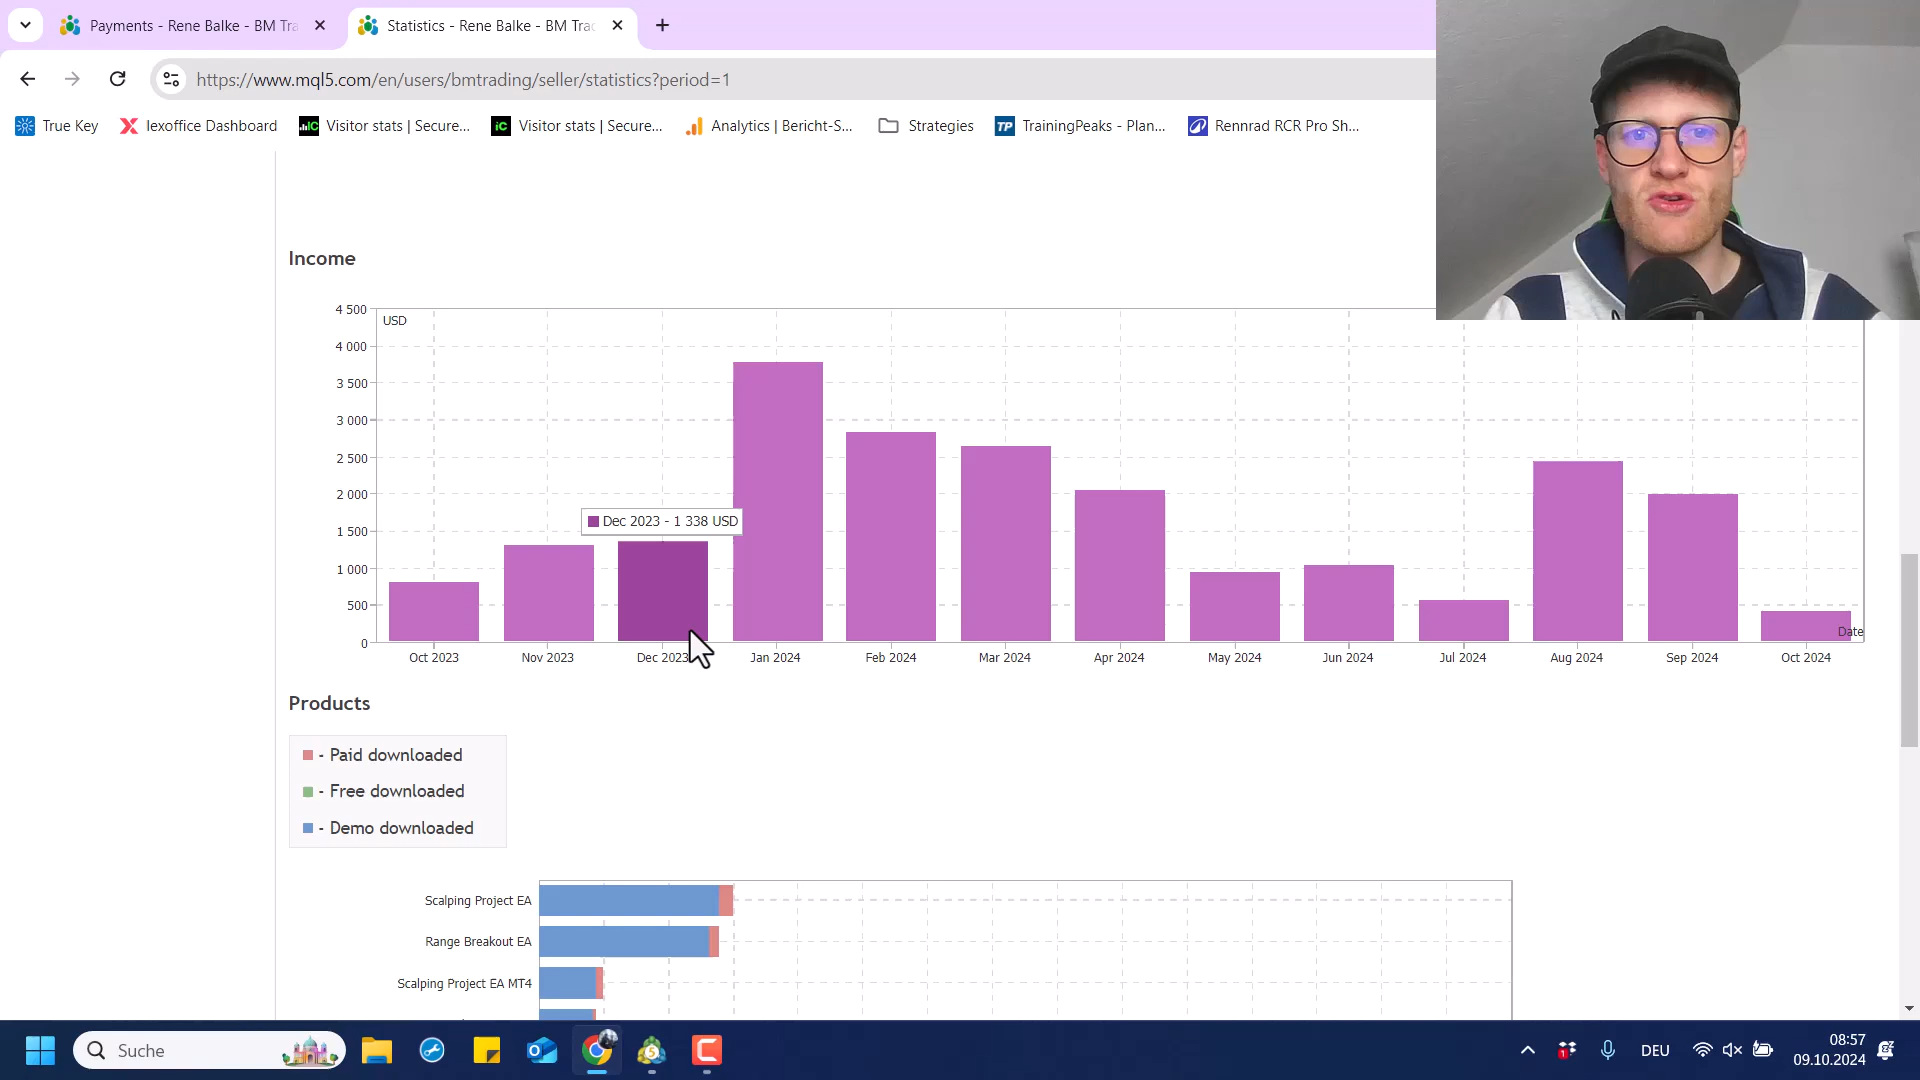 Payments - Rene Balke - BM Tra
Statistics - Rene Balke - BM Trac
https://www.mql5.com/en/users/bmtrading/seller/statistics?period=1
True Key
lexoffice Dashboard
Visitor stats | Secure...
Visitor stats | Secure...
Analytics | Bericht-S...
Strategies
TrainingPeaks - Plan...
Rennrad RCR Pro Sh...
Income
4 500
4 000
3 500
3 000
2 500
2 000
1 500
1 000
500
0
USD
Dec 2023 - 1 338 USD
Date
Oct 2023
Nov 2023
Dec 2023
Jan 2024
Feb 2024
Mar 2024
Apr 2024
May 2024
Jun 2024
Jul 2024
Aug 2024
Sep 2024
Oct 2024
Products
- Paid downloaded
- Free downloaded
- Demo downloaded
Scalping Project EA
Range Breakout EA
Scalping Project EA MT4
Suche
DEU
08:57
09.10.2024